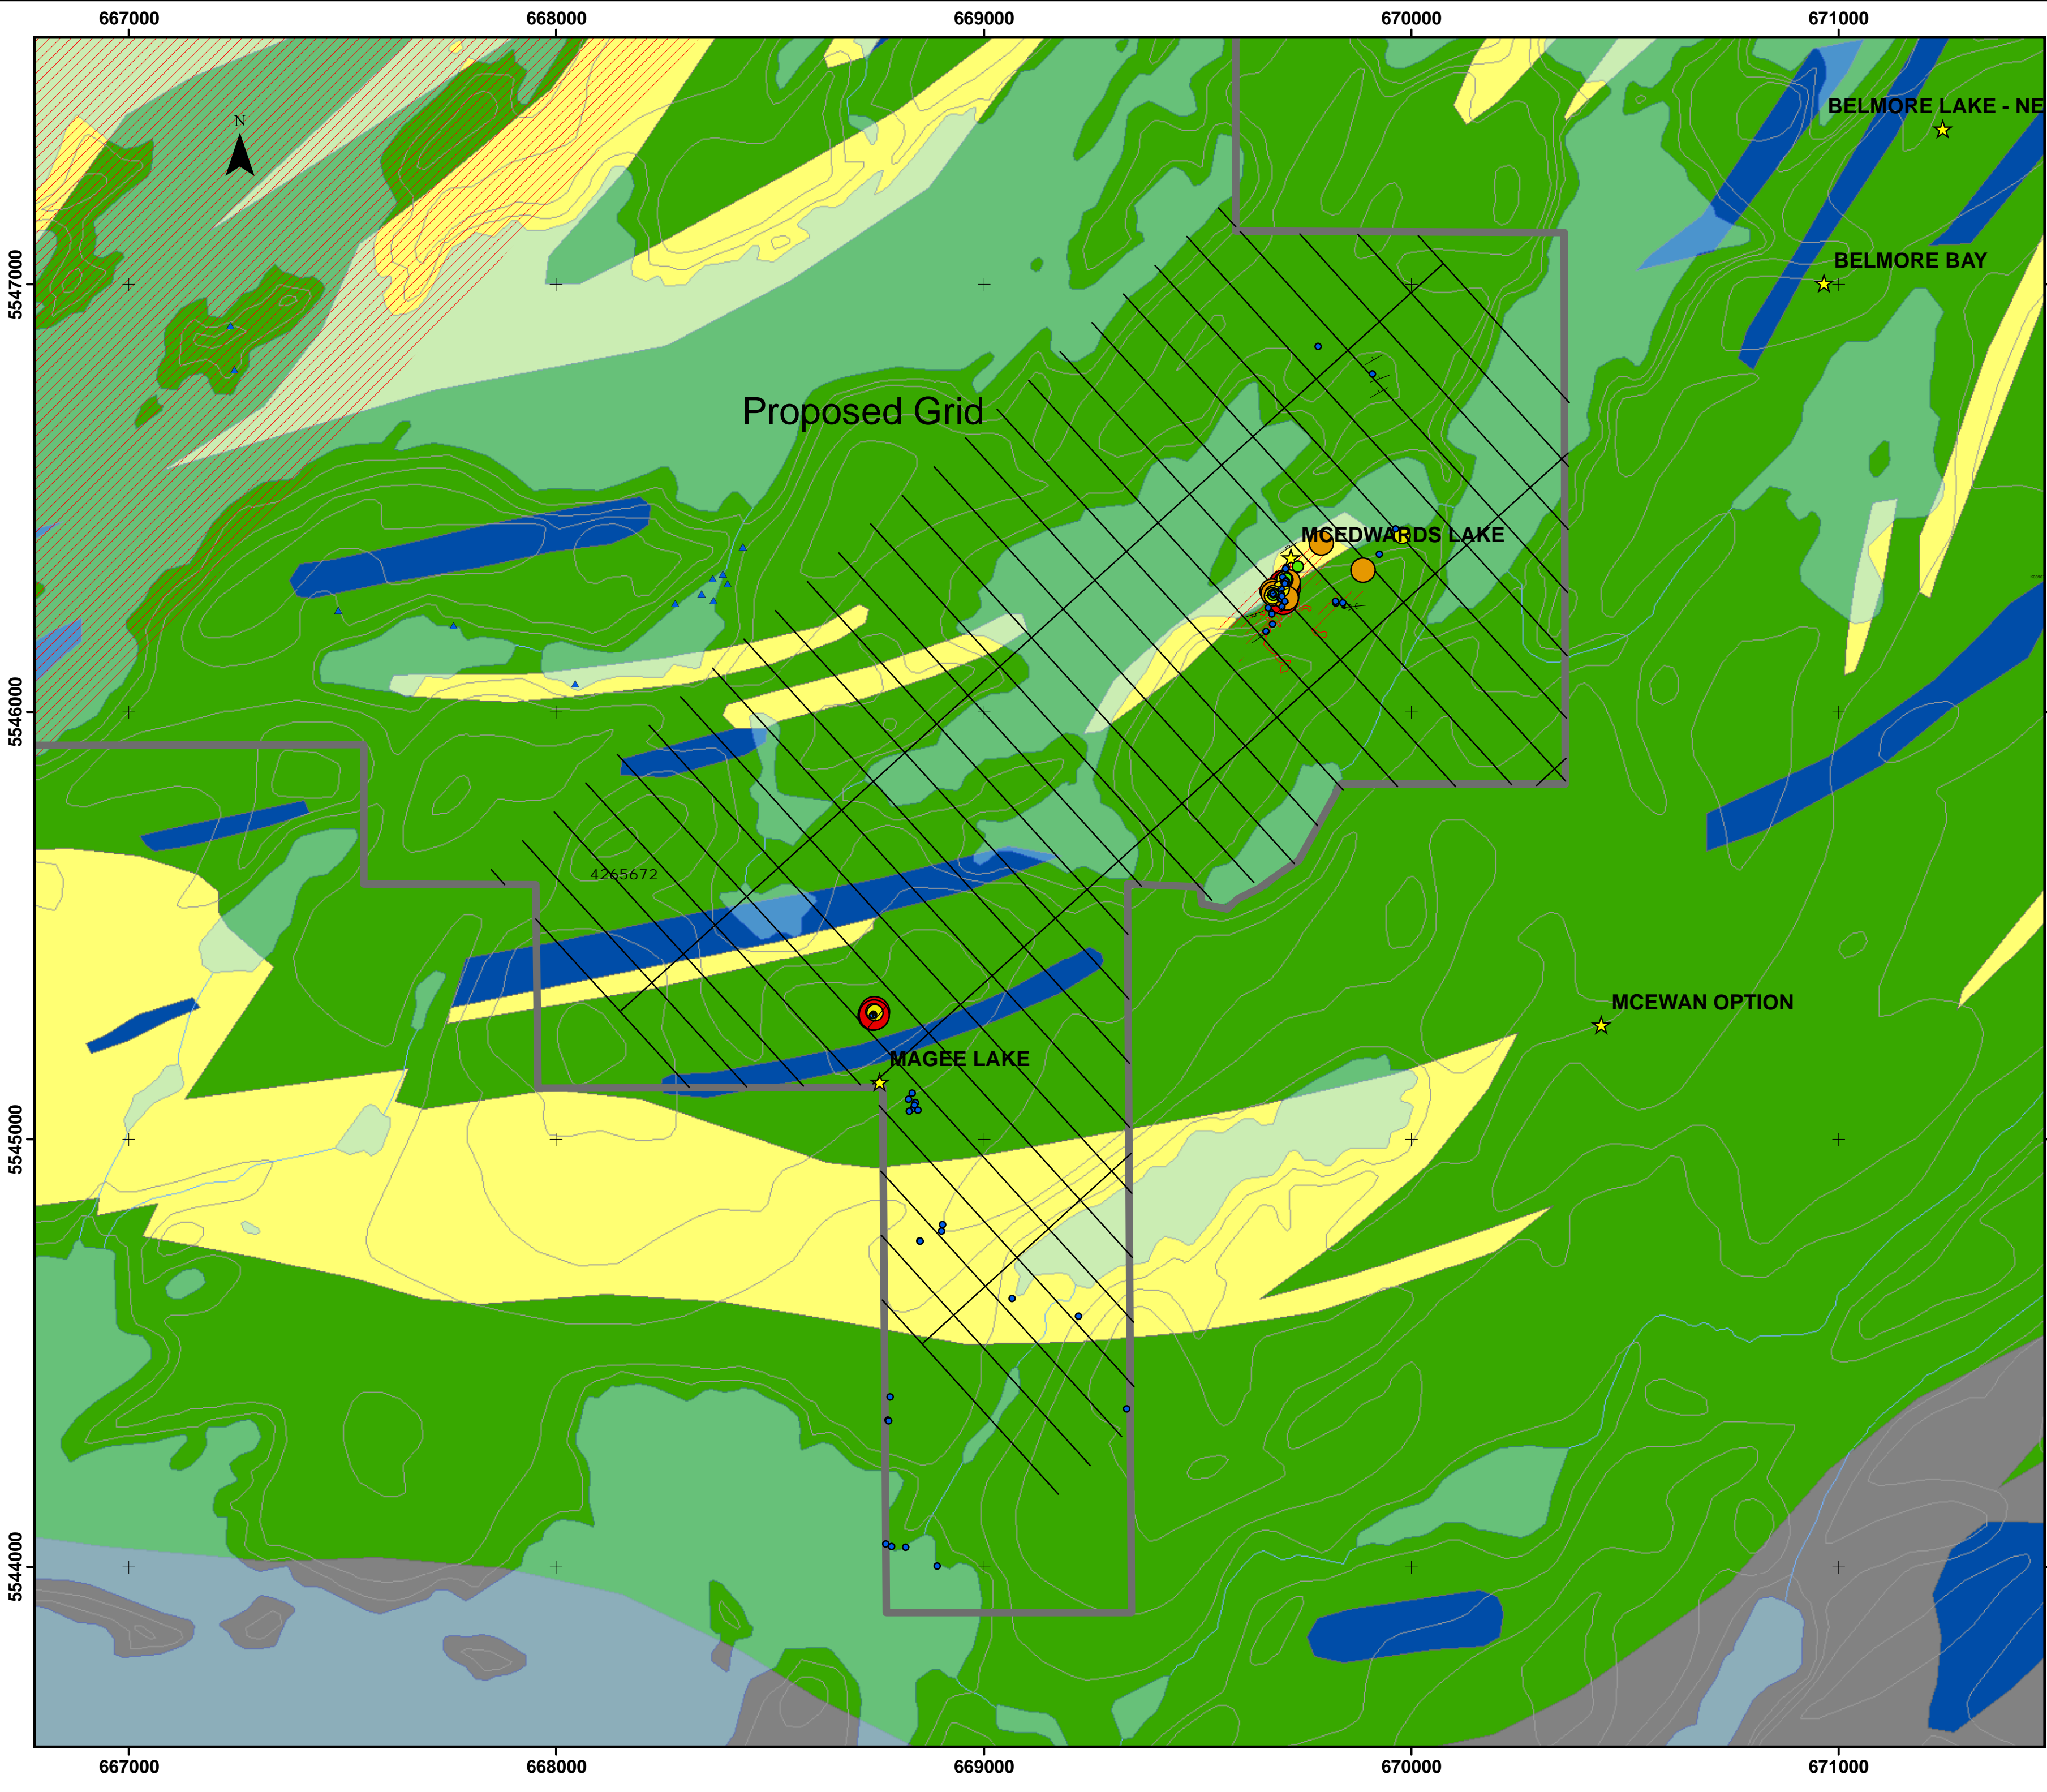 667000 668000 669000 670000 671000
BELMORE LAKE - NE
N
BELMORE BAY
5547000
Proposed Grid
MCEDWARDS LAKE
5546000
4265672
MCEWAN OPTION
MAGEE LAKE
5545000
5544000
667000 668000 669000 670000 671000